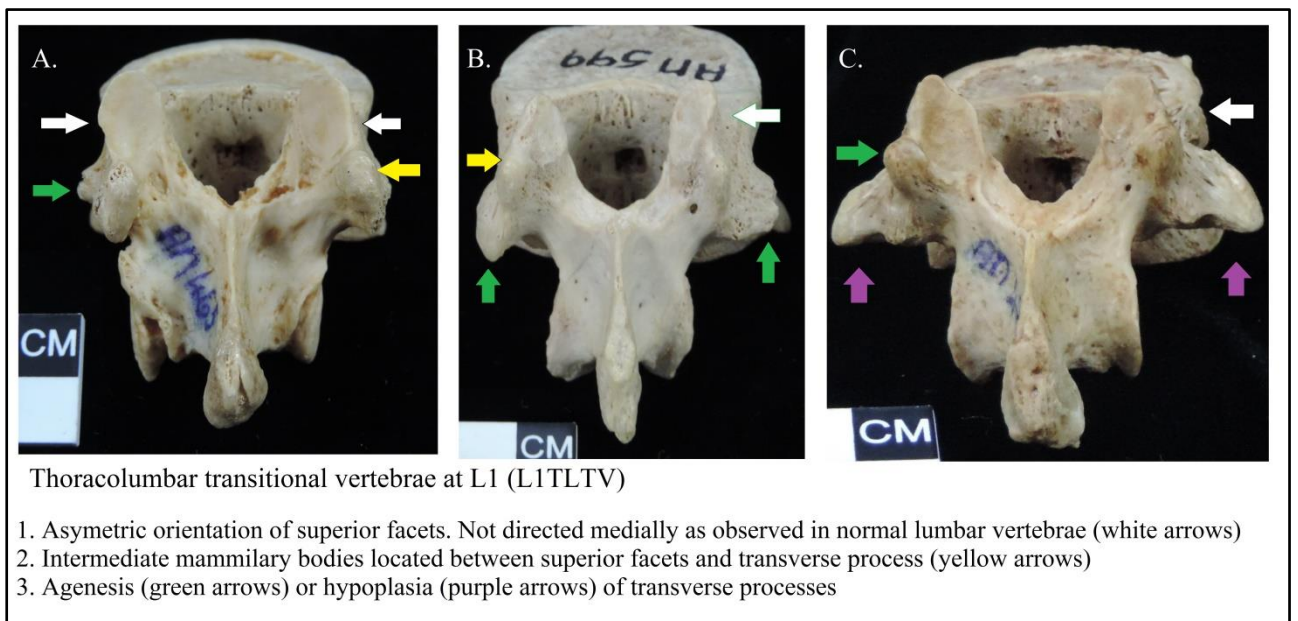 A.
B.
C.
CM
CM
CM
Thoracolumbar transitional vertebrae at L1 (L1TLTV)
1. Asymetric orientation of superior facets. Not directed medially as observed in normal lumbar vertebrae (white arrows)
2. Intermediate mammilary bodies located between superior facets and transverse process (yellow arrows)
3. Agenesis (green arrows) or hypoplasia (purple arrows) of transverse processes